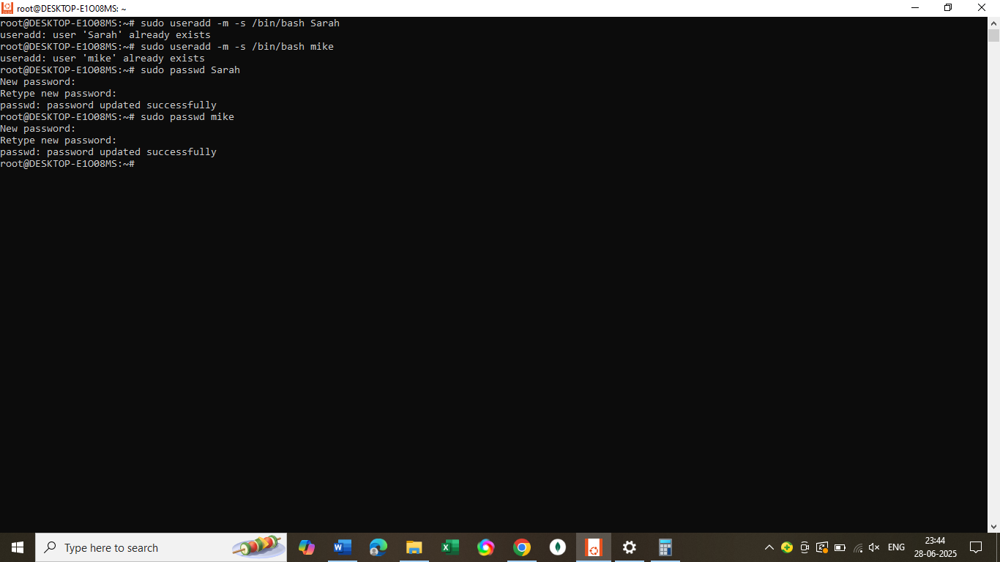 root@DESKTOP-E1O08MS: ~
root@DESKTOP-E1O08MS:~# sudo useradd -m -s /bin/bash Sarah
useradd: user 'Sarah' already exists
root@DESKTOP-E1O08MS:~# sudo useradd -m -s /bin/bash mike
useradd: user 'mike' already exists
root@DESKTOP-E1O08MS:~# sudo passwd Sarah
New password:
Retype new password:
passwd: password updated successfully
root@DESKTOP-E1O08MS:~# sudo passwd mike
New password:
Retype new password:
passwd: password updated successfully
root@DESKTOP-E1O08MS:~#
Type here to search
ENG
23:44
28-06-2025